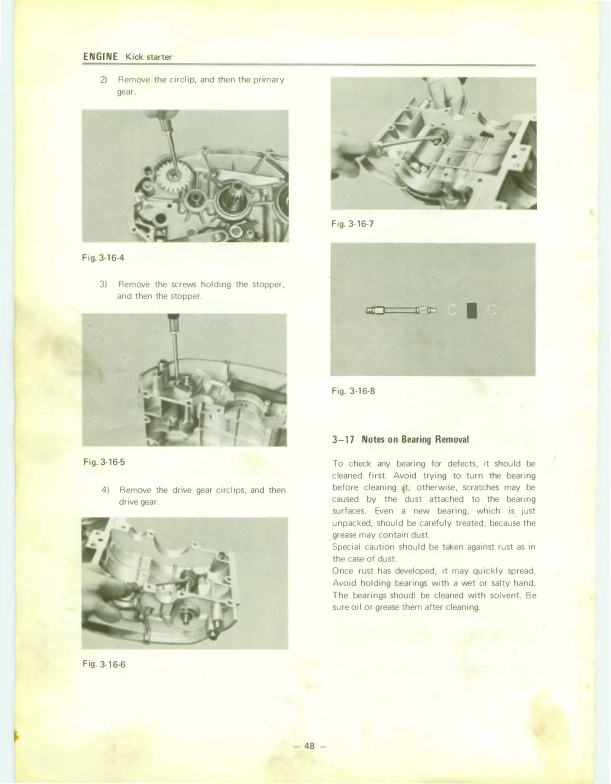 ENGINE Kick starter
2) Remove the circlip, and then the primary
gear.
Fig. 3-16-4
3) Remove the screws holding the stopper,
and then the stopper.
Fig. 3-16-5
4) Remove the drive gear circlips, and then
drive gear.
Fig. 3-16-6
Fig. 3-16-7
Fig. 3-16-8
3–17 Notes on Bearing Removal
To check any bearing for defects, it should be
cleaned first. Avoid trying to turn the bearing
before cleaning it; otherwise, scratches may be
caused by the dust attached to the bearing
surfaces. Even a new bearing, which is just
unpacked, should be carefuly treated, because the
grease may contain dust.
Special caution should be taken against rust as in
the case of dust.
Once rust has developed, it may quickly spread.
Avoid holding bearings with a wet or salty hand.
The bearings shoudl be cleaned with solvent. Be
sure oil or grease them after cleaning.
– 48 –